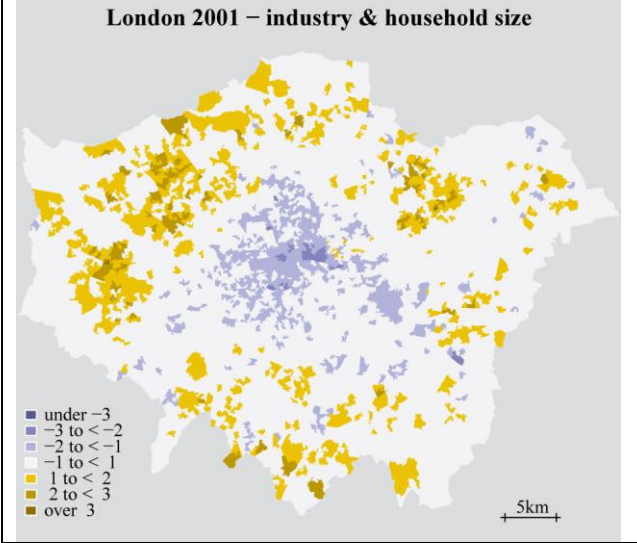 London 2001 − industry & household size
under −3
−3 to < −2
−2 to < −1
−1 to < 1
1 to < 2
2 to < 3
over 3
5km